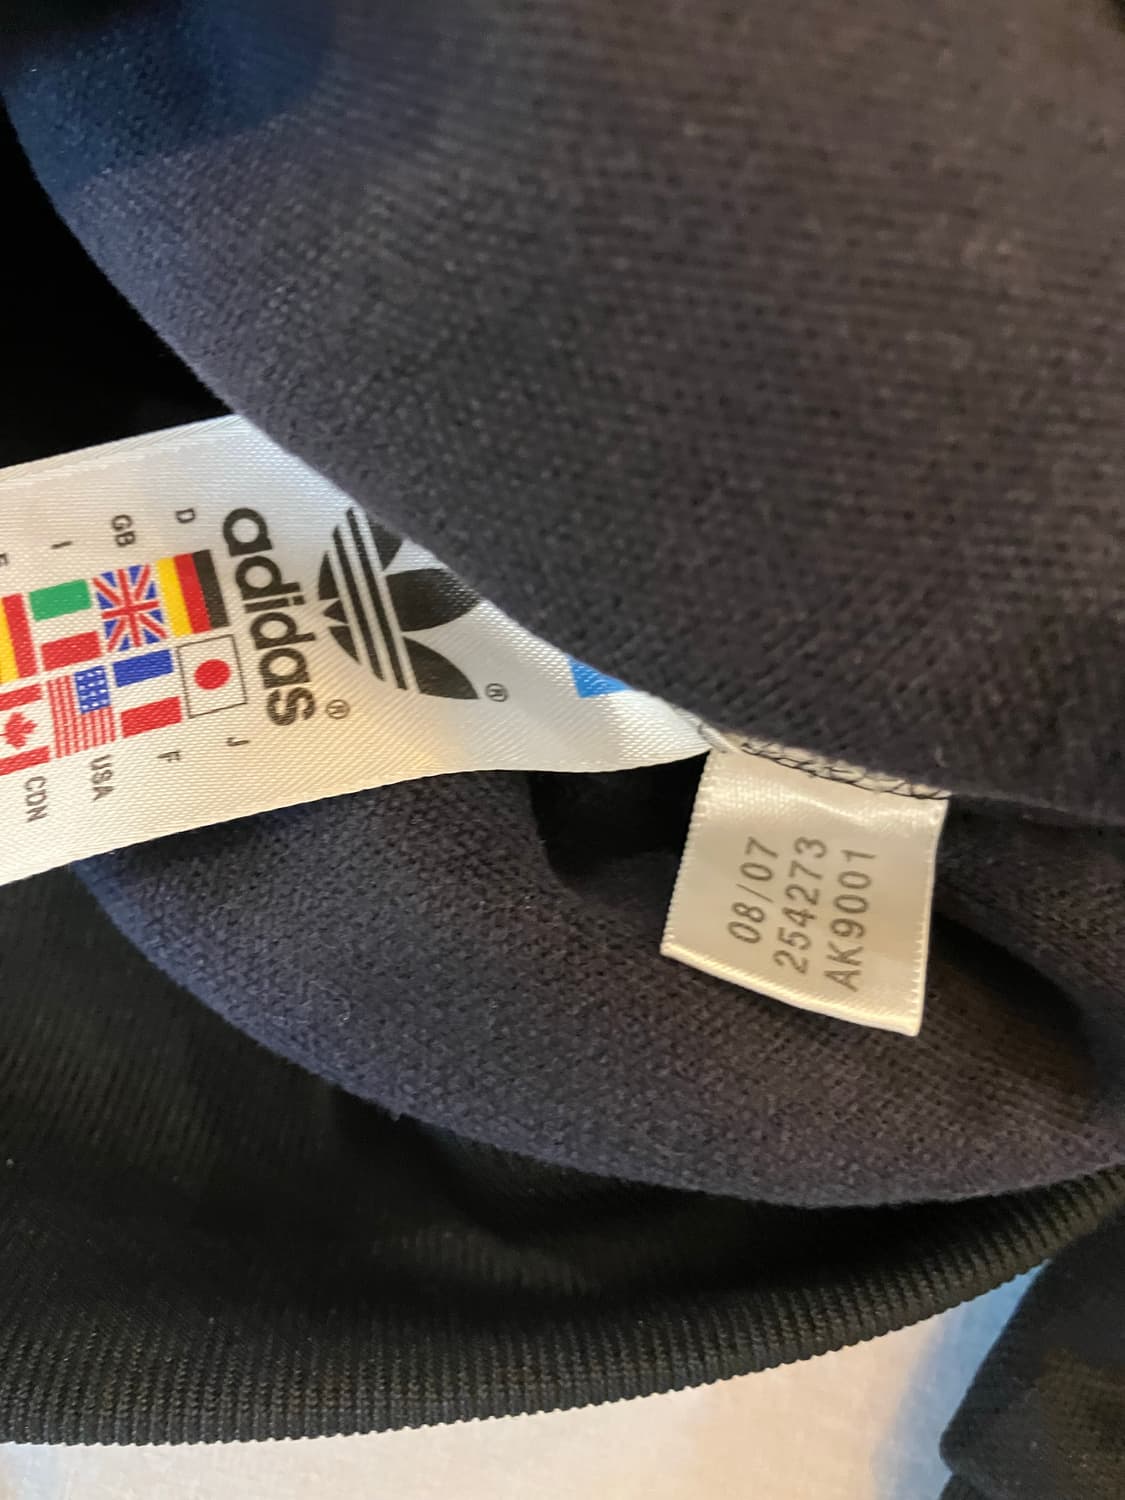 adidas®
®
D
J
GB
F
I
USA
CDN
08/07
254273
AK9001